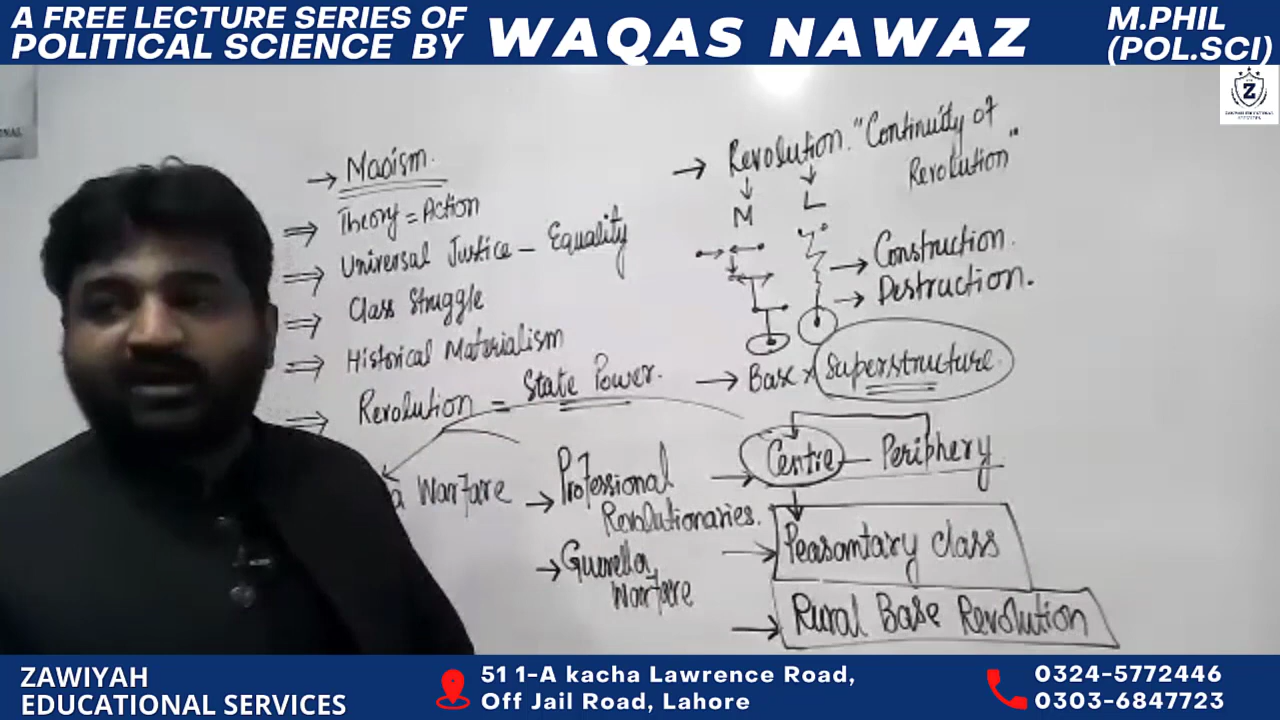 A FREE LECTURE SERIES OF
POLITICAL SCIENCE BY
WAQAS NAWAZ
M.PHIL
(POL.SCI)
Z
→ Maoism.
⇒ Theory = Action
⇒ Universal Justice — Equality
⇒ Class Struggle
⇒ Historical Materialism
⇒ Revolution = State Power.
a Warfare
→ Professional
Revolutionaries.
→ Guerella
Warfare
→ Revolution. "Continuity of
Revolution"
M L
→ Construction.
→ Destruction.
→ Base x Superstructure.
→ Centre — Periphery
→ Peasantary class
→ Rural Base Revolution
ZAWIYAH
EDUCATIONAL SERVICES
51 1-A kacha Lawrence Road,
Off Jail Road, Lahore
0324-5772446
0303-6847723